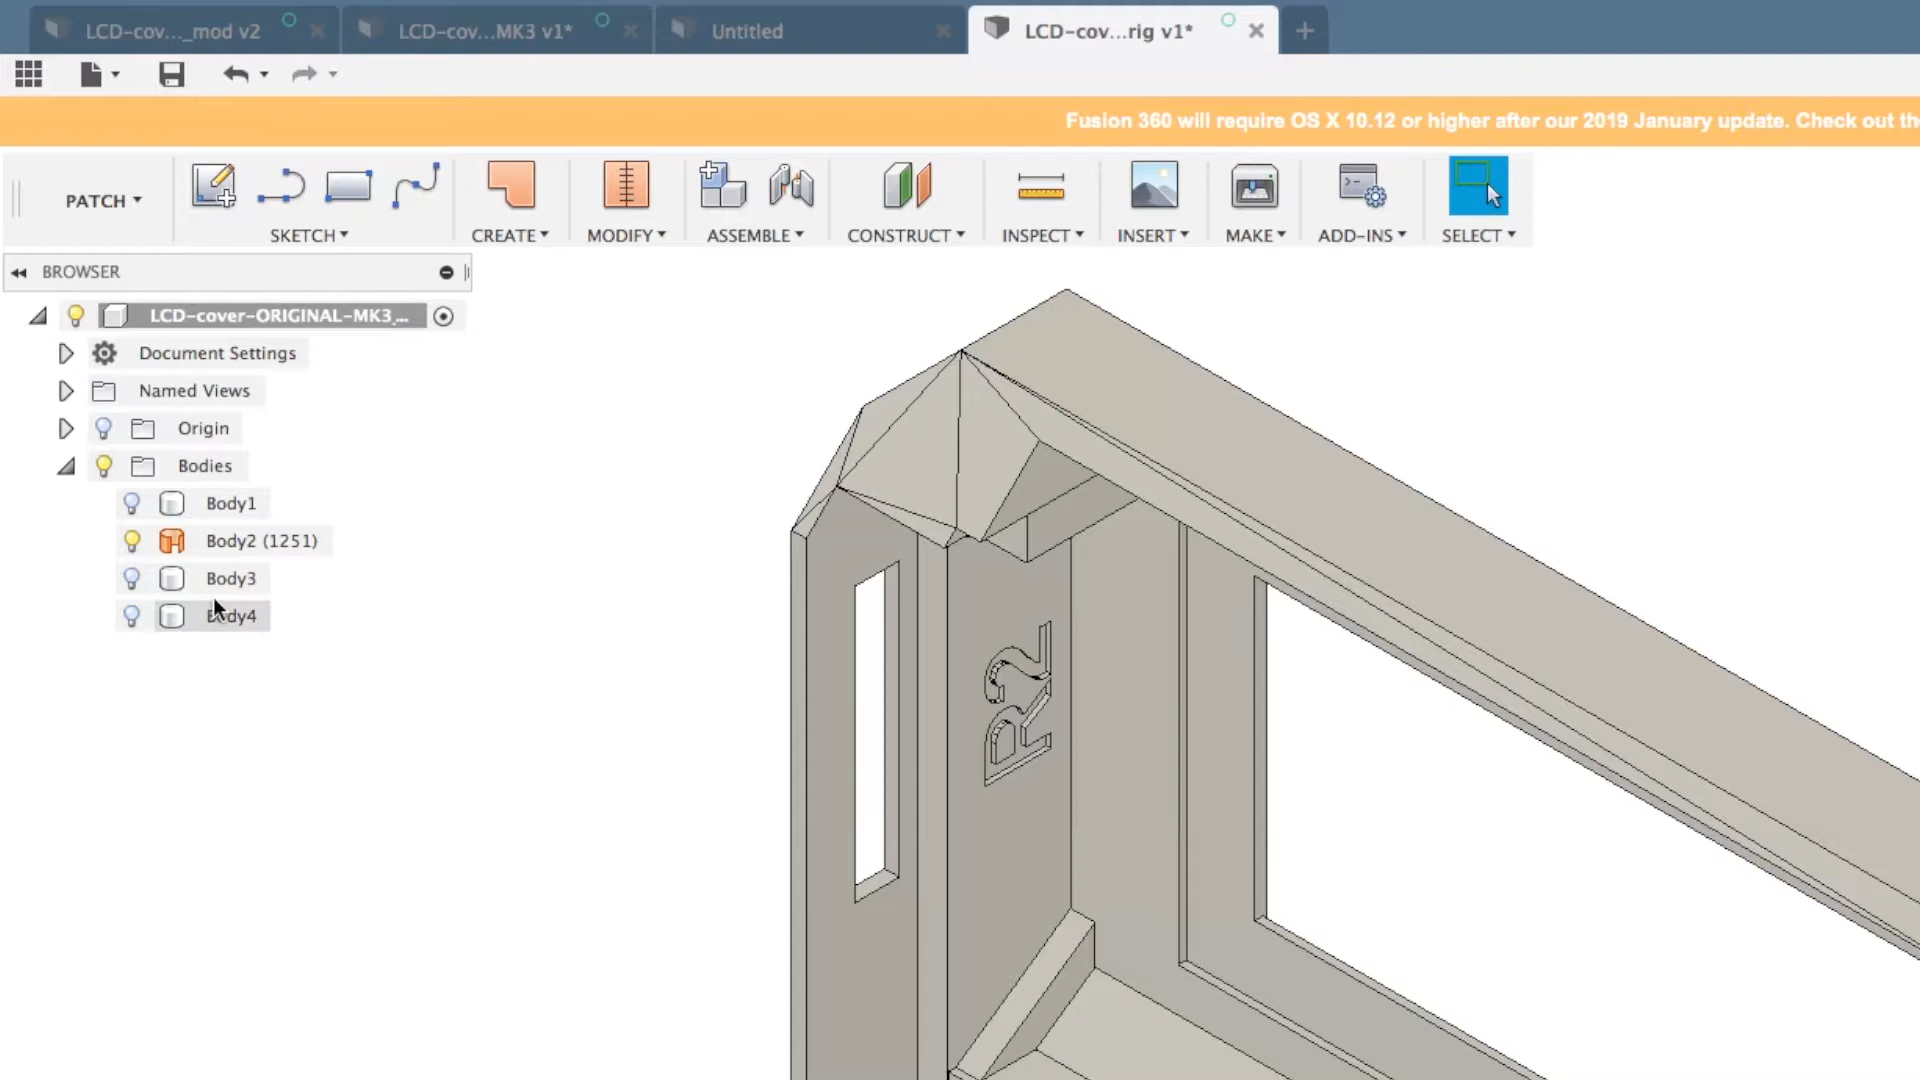 LCD-cov..._mod v2
LCD-cov...MK3 v1*
Untitled
LCD-cov...rig v1*
Fusion 360 will require OS X 10.12 or higher after our 2019 January update. Check out th
PATCH
SKETCH
CREATE
MODIFY
ASSEMBLE
CONSTRUCT
INSPECT
INSERT
MAKE
ADD-INS
SELECT
BROWSER
LCD-cover-ORIGINAL-MK3_...
Document Settings
Named Views
Origin
Bodies
Body1
Body2 (1251)
Body3
Body4
R2